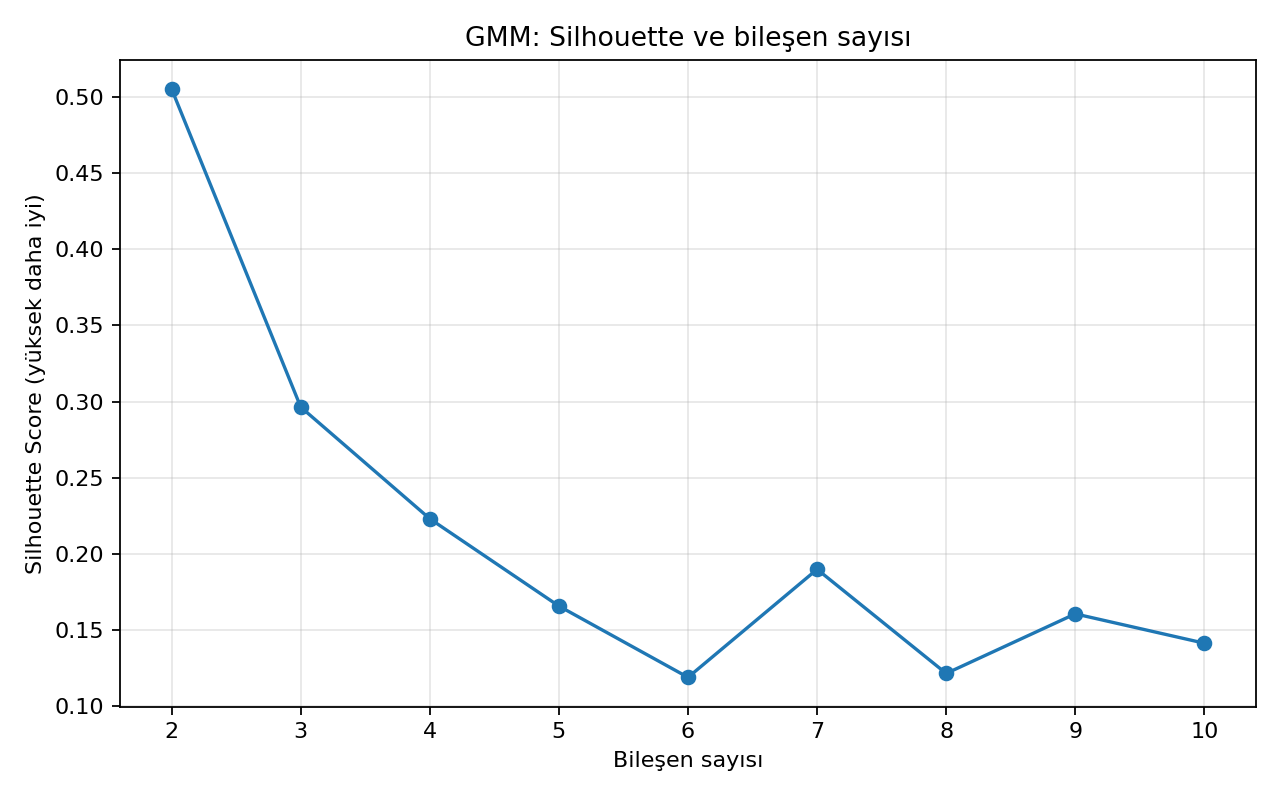 GMM: Silhouette ve bileşen sayısı
Silhouette Score (yüksek daha iyi)
0.50
0.45
0.40
0.35
0.30
0.25
0.20
0.15
0.10
2 3 4 5 6 7 8 9 10
Bileşen sayısı